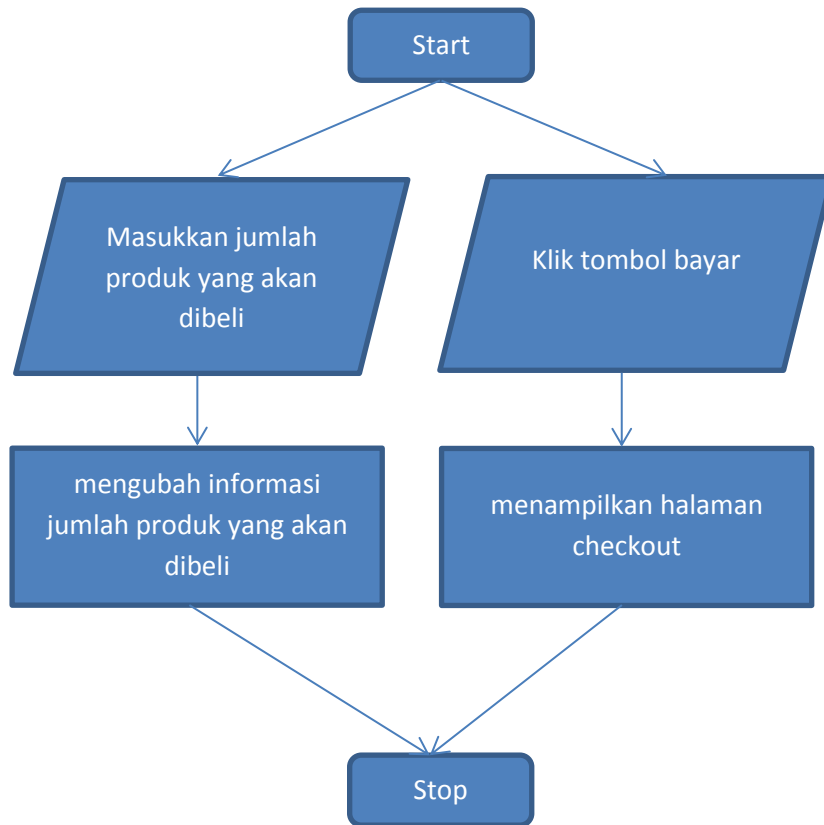 Start
Masukkan jumlah
produk yang akan
dibeli
Klik tombol bayar
mengubah informasi
jumlah produk yang akan
dibeli
menampilkan halaman
checkout
Stop